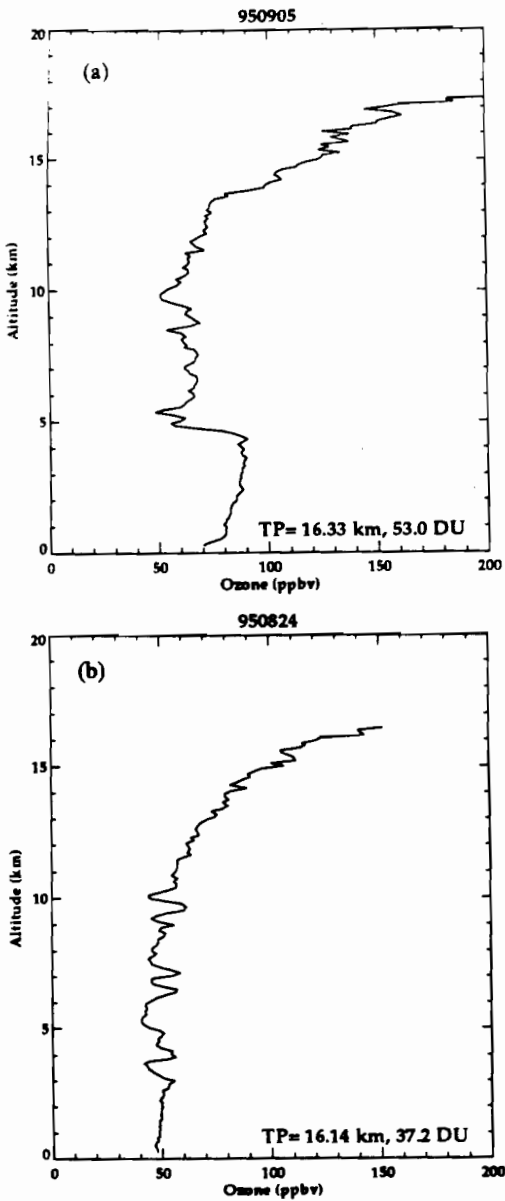 950905
20
(a)
15
Altitude (km)
10
5
TP= 16.33 km, 53.0 DU
0
0 50 100 150 200
Ozone (ppbv)
950824
20
(b)
15
Altitude (km)
10
5
TP= 16.14 km, 37.2 DU
0
0 50 100 150 200
Ozone (ppbv)